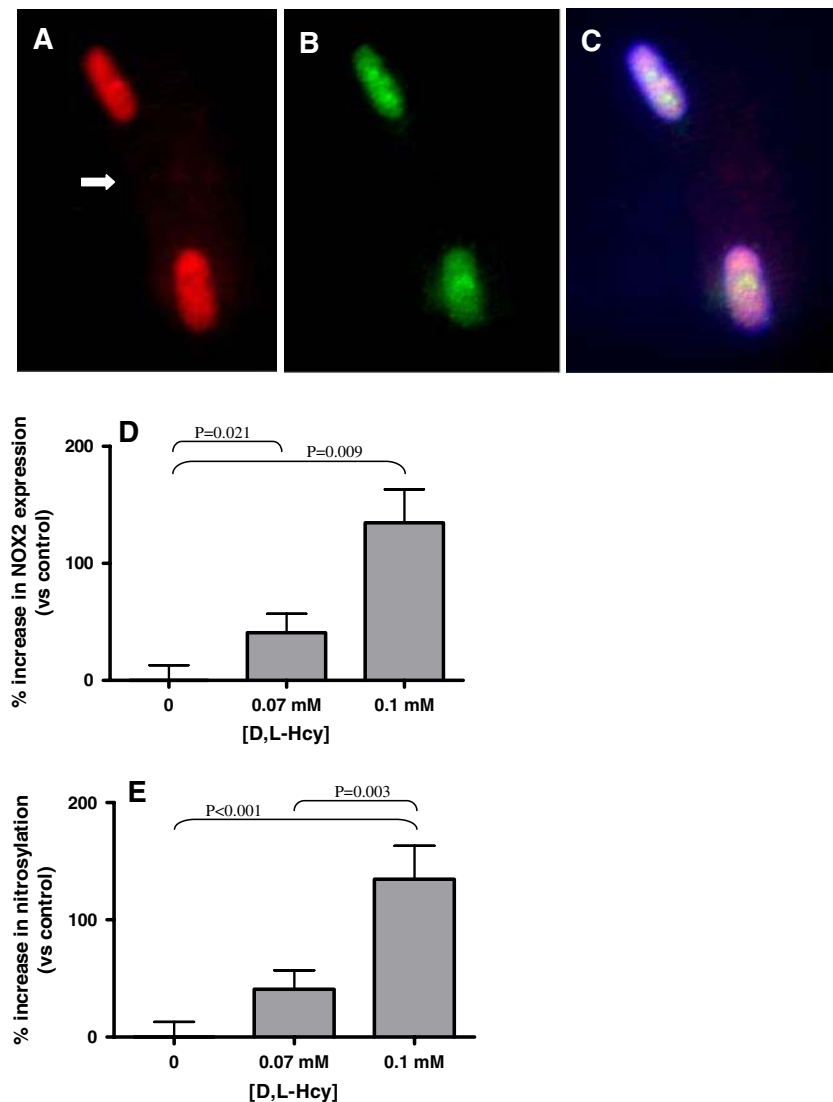 A
B
C
D
% increase in NOX2 expression
(vs control)
200
100
0
P=0.021
P=0.009
0
0.07 mM
0.1 mM
[D,L-Hcy]
E
% increase in nitrosylation
(vs control)
200
100
0
P<0.001
P=0.003
0
0.07 mM
0.1 mM
[D,L-Hcy]